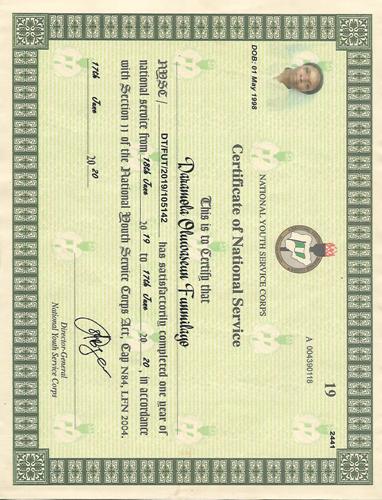 19
2441
A 004390118
NATIONAL YOUTH SERVICE CORPS
DOB: 01 May 1998
Certificate of National Service
This is to Certify that
Daramola Oluwaseun Funmilayo
NYSC/ DT/FUT/2019/105142 has satisfactorily completed one year of
national service from 18th June 20 19 to 17th June 20 20, in accordance
with Section 11 of the National Youth Service Corps Act, Cap N84, LFN 2004.
17th June 20 20
Director-General
National Youth Service Corps